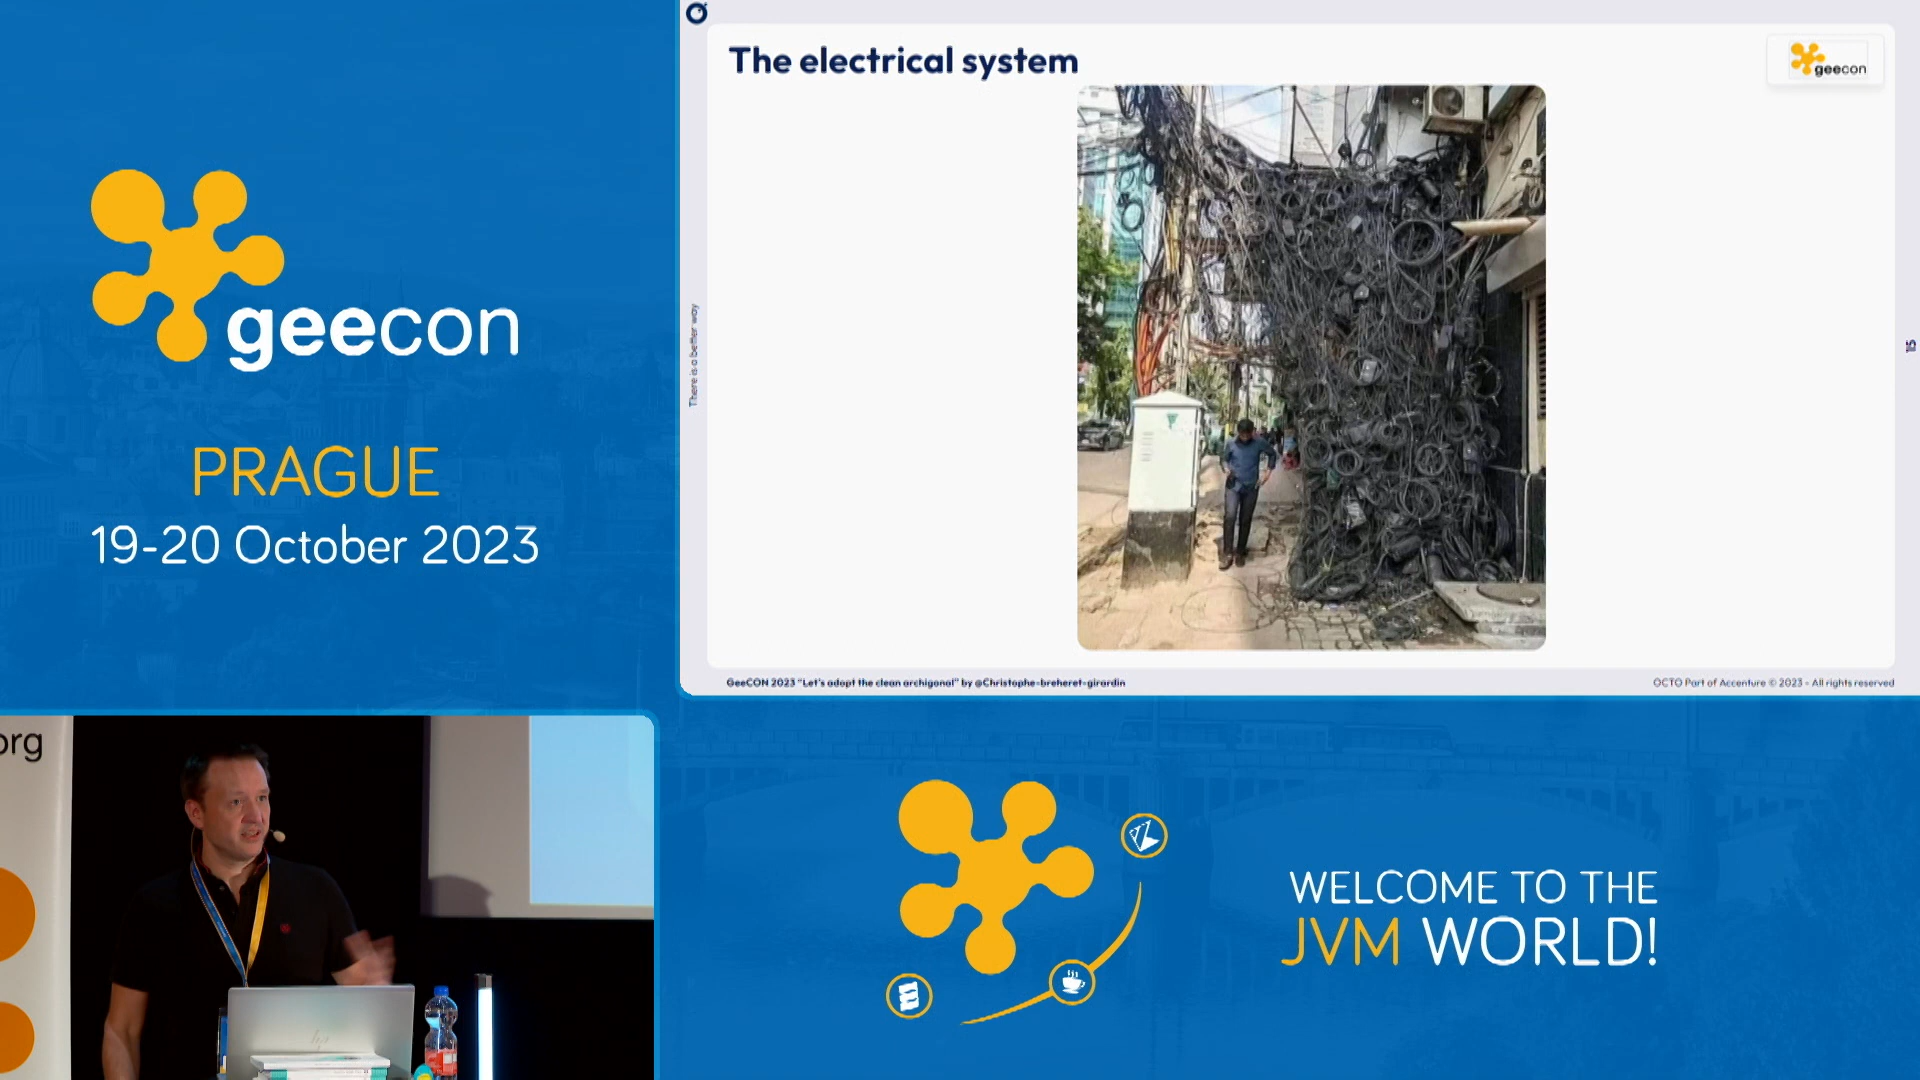 geecon
PRAGUE
19-20 October 2023
The electrical system
geecon
There is a better way
15
GeeCON 2023 "Let's adopt the clean archigonal" by @Christophe-breheret-girardin
OCTO Part of Accenture © 2023 - All rights reserved
org
hp
WELCOME TO THE
JVM WORLD!